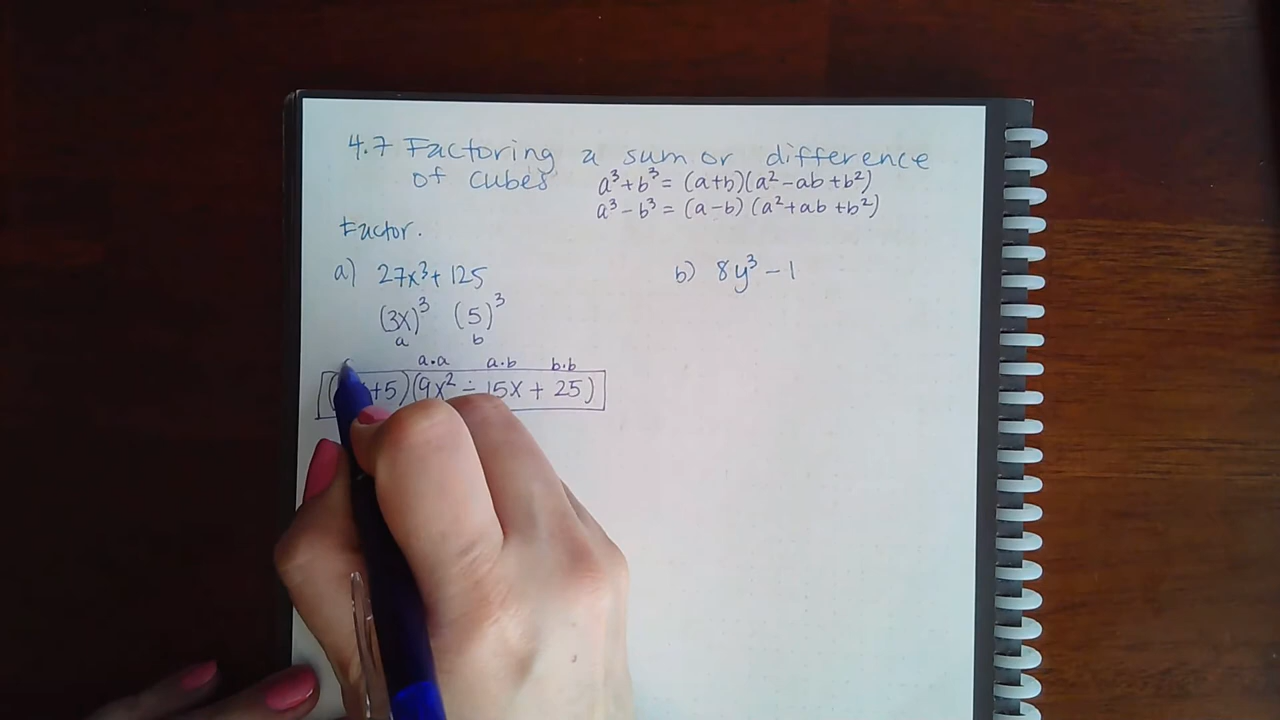 4.7 Factoring a sum or difference
of cubes a³+b³ = (a+b)(a²-ab+b²)
a³-b³ = (a-b)(a²+ab+b²)
Factor.
a) 27x³+125
b) 8y³-1
(3x)³ (5)³
a b
a·a a·b b·b
+5)(9x² - 15x + 25)